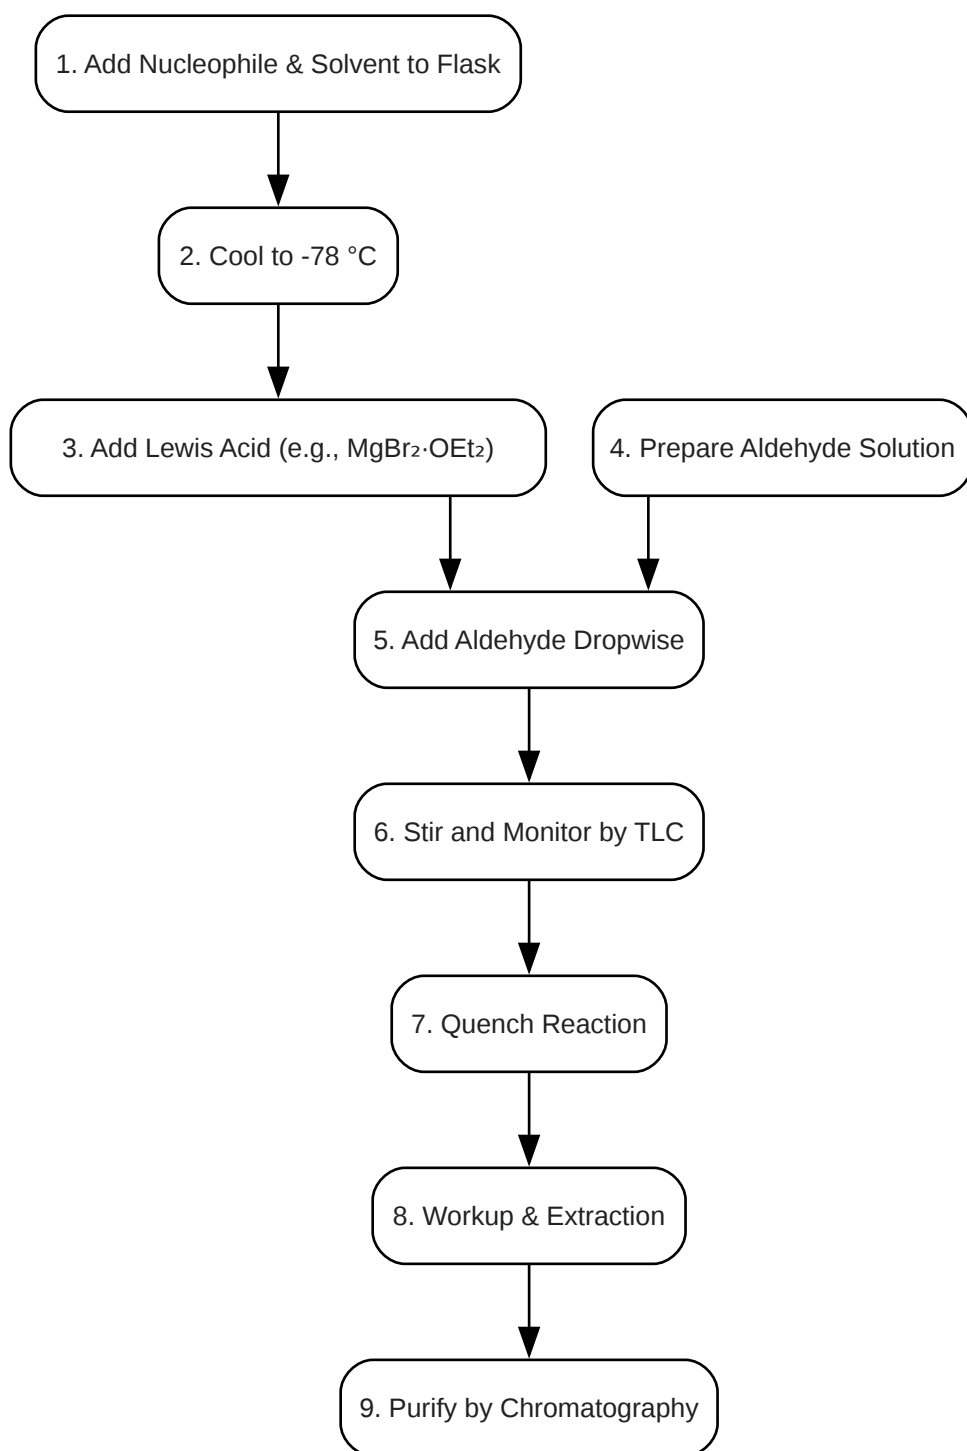 1. Add Nucleophile & Solvent to Flask
2. Cool to -78 °C
3. Add Lewis Acid (e.g., MgBr₂·OEt₂)
4. Prepare Aldehyde Solution
5. Add Aldehyde Dropwise
6. Stir and Monitor by TLC
7. Quench Reaction
8. Workup & Extraction
9. Purify by Chromatography